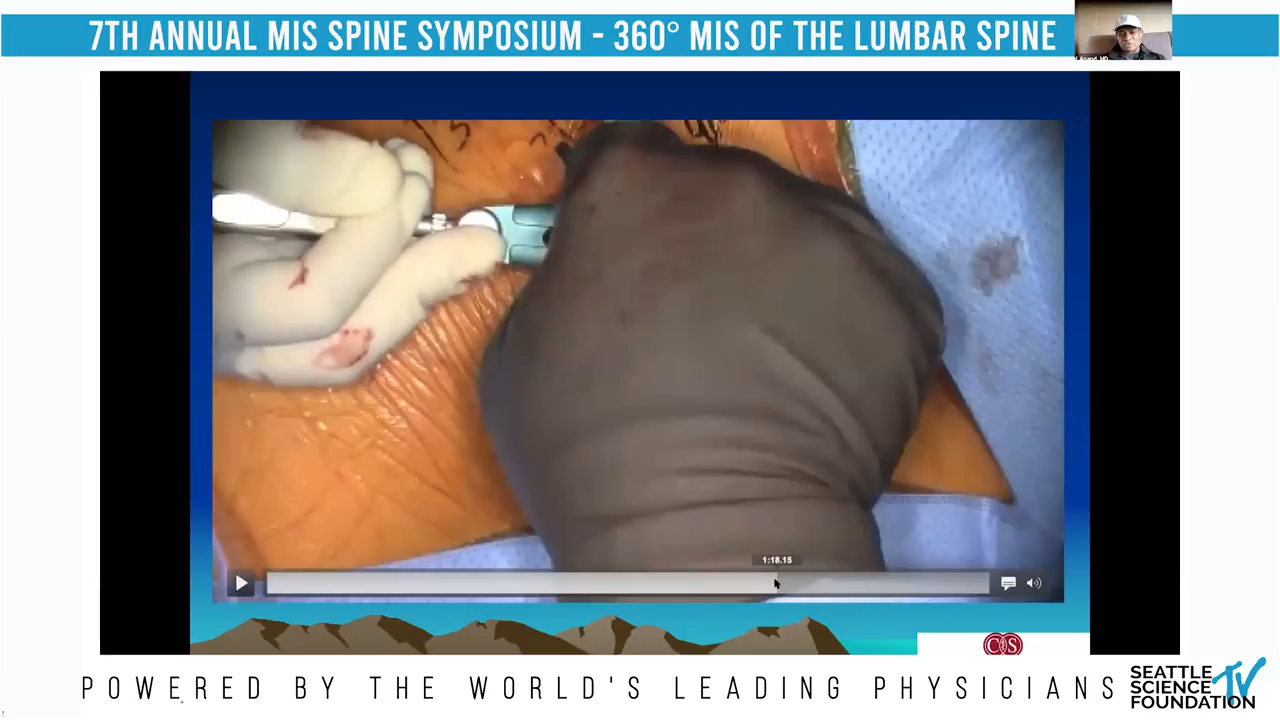 7TH ANNUAL MIS SPINE SYMPOSIUM - 360° MIS OF THE LUMBAR SPINE
1:18.15
C S
POWERED BY THE WORLD'S LEADING PHYSICIANS
SEATTLE
SCIENCE
FOUNDATION
TV